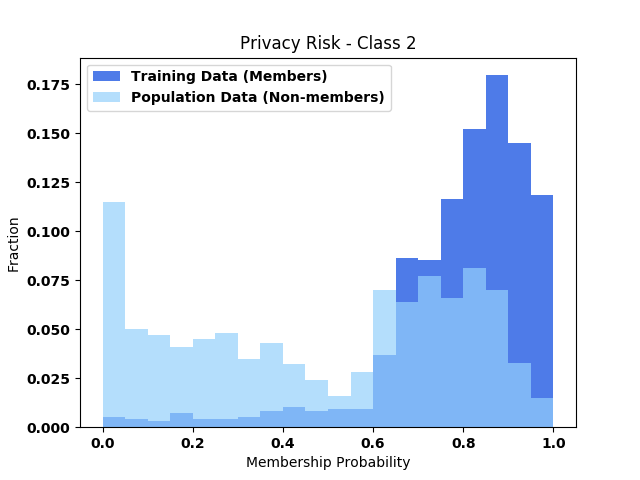 Privacy Risk - Class 2
Training Data (Members)
Population Data (Non-members)
Fraction
0.175
0.150
0.125
0.100
0.075
0.050
0.025
0.000
0.0 0.2 0.4 0.6 0.8 1.0
Membership Probability